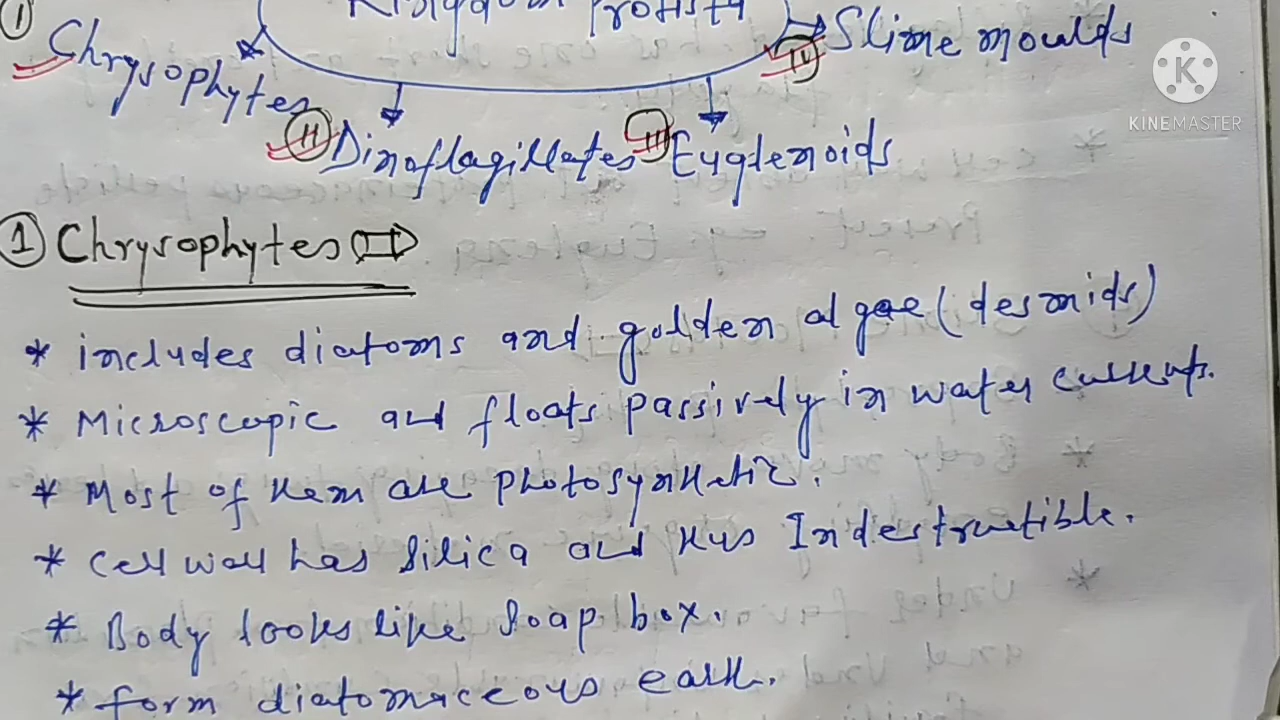 Kingdom Protista
① Chrysophytes
IV Slime moulds
II Dinoflagillates
III Euglenoids
K
KINEMASTER
① Chrysophytes
* includes diatoms and golden algae (desmids)
* Microscopic and floats passively in water currents.
* Most of them are photosynthetic.
* Cell wall has Silica and thus Indestructible.
* Body looks like Soap box.
* form diatomaceous earth.